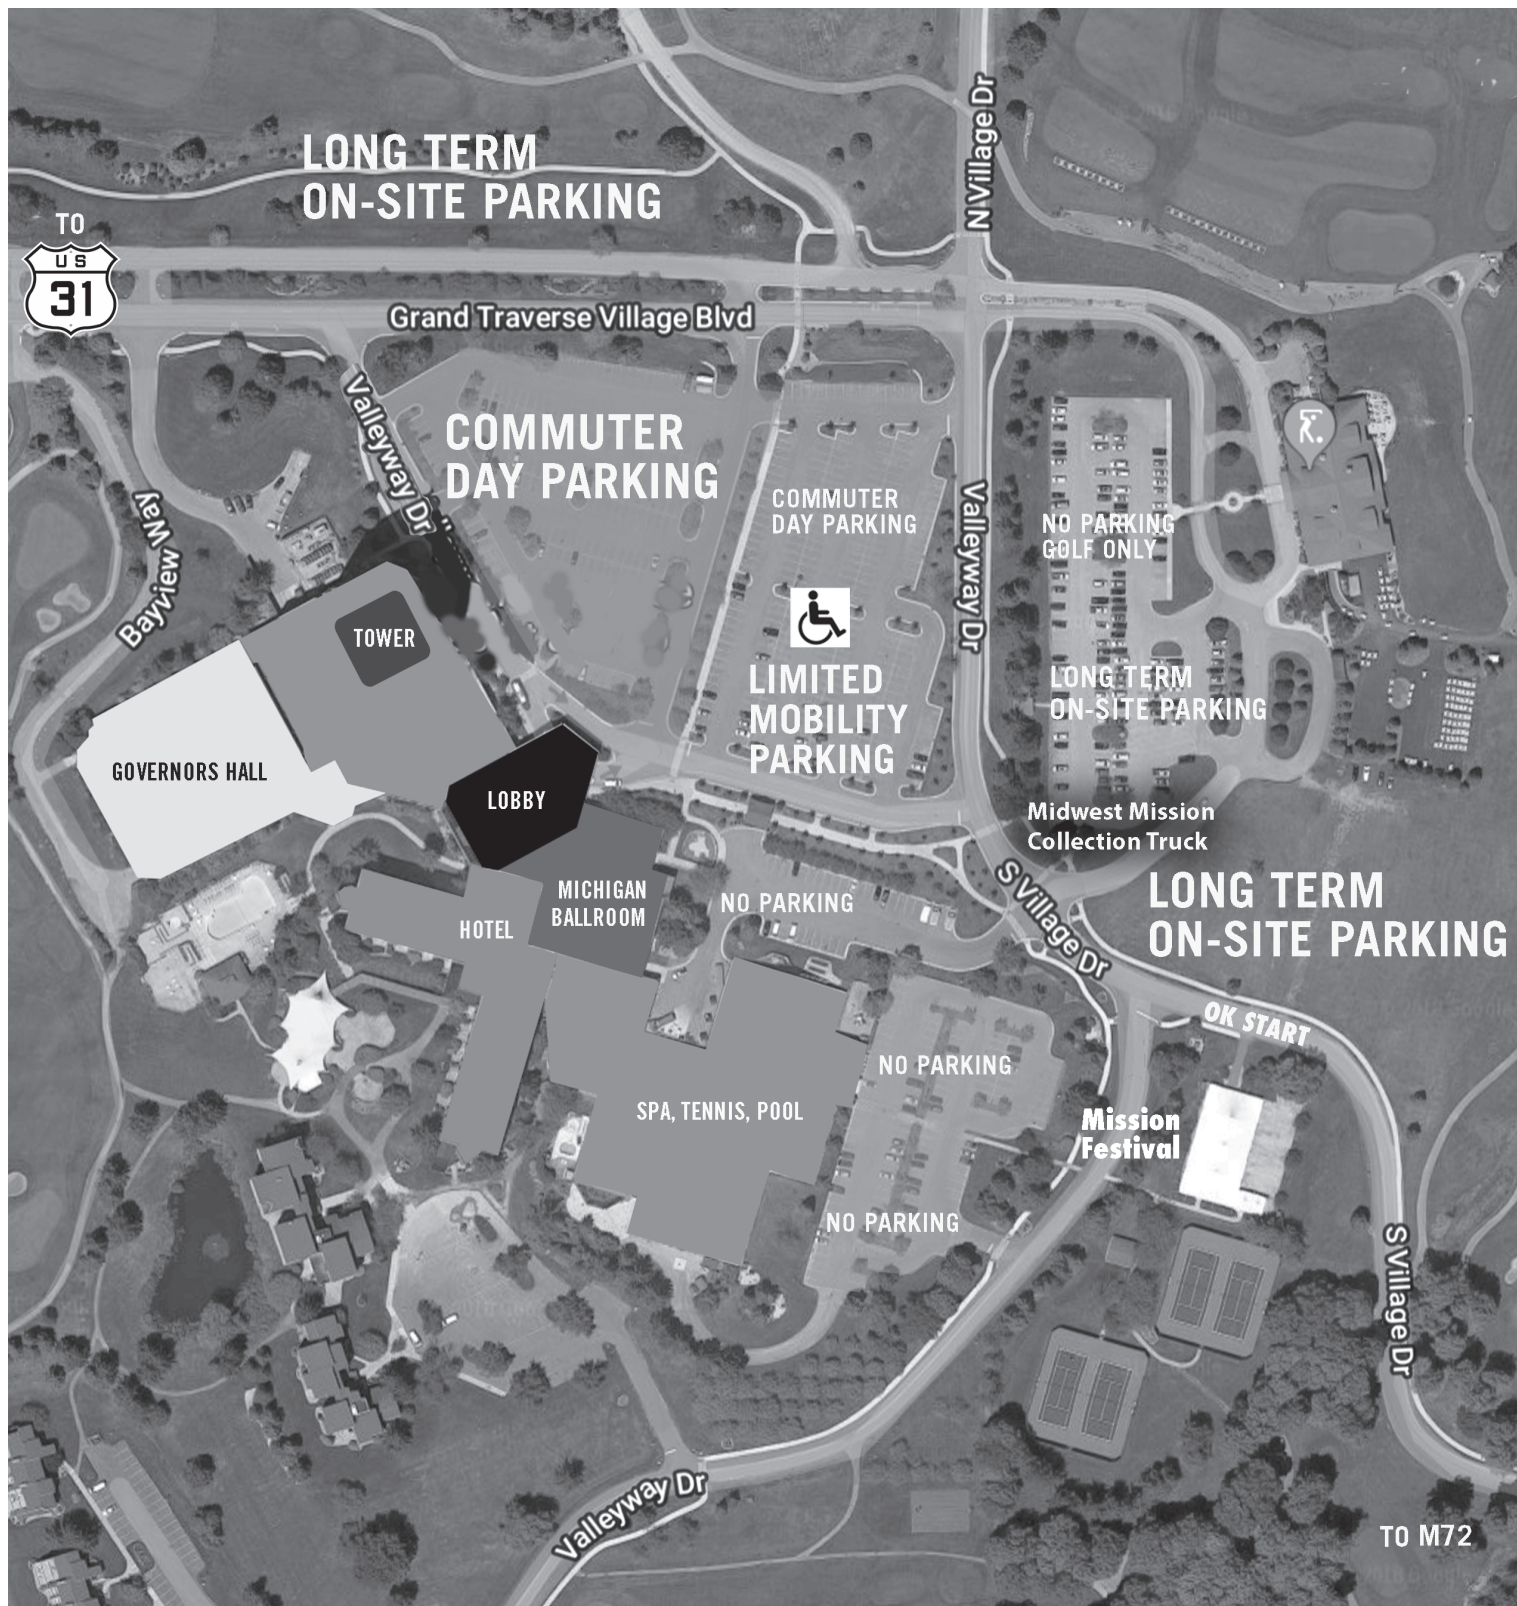 N Village Dr
LONG TERM
ON-SITE PARKING
TO
US
31
Grand Traverse Village Blvd
Valleyway Dr
COMMUTER
DAY PARKING
COMMUTER
DAY PARKING
Valleyway Dr
NO PARKING
GOLF ONLY
Bayview Way
TOWER
LIMITED
MOBILITY
PARKING
LONG TERM
ON-SITE PARKING
GOVERNORS HALL
LOBBY
Midwest Mission
Collection Truck
S Village Dr
LONG TERM
ON-SITE PARKING
MICHIGAN
BALLROOM
NO PARKING
HOTEL
OK START
NO PARKING
SPA, TENNIS, POOL
Mission
Festival
NO PARKING
S Village Dr
Valleyway Dr
TO M72